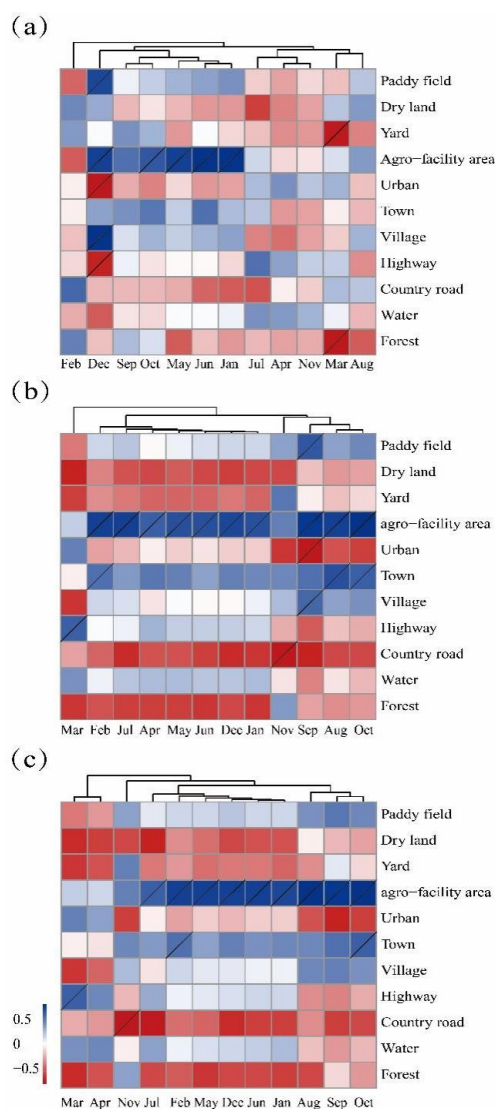 (a)
Paddy field
Dry land
Yard
Agro-facility area
Urban
Town
Village
Highway
Country road
Water
Forest
Feb Dec Sep Oct May Jun Jan Jul Apr Nov Mar Aug
(b)
Paddy field
Dry land
Yard
agro-facility area
Urban
Town
Village
Highway
Country road
Water
Forest
Mar Feb Jul Apr May Jun Dec Jan Nov Sep Aug Oct
(c)
Paddy field
Dry land
Yard
agro-facility area
Urban
Town
Village
Highway
Country road
Water
Forest
0.5
0
−0.5
Mar Apr Nov Jul Feb May Dec Jun Jan Aug Sep Oct